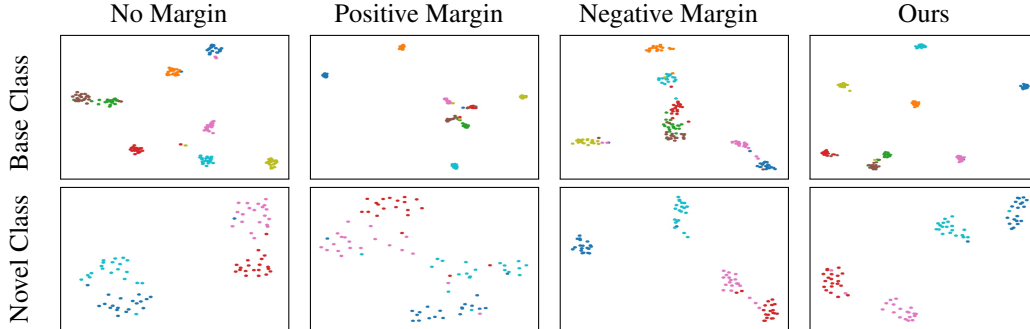 No Margin Positive Margin Negative Margin Ours
Base Class
Novel Class